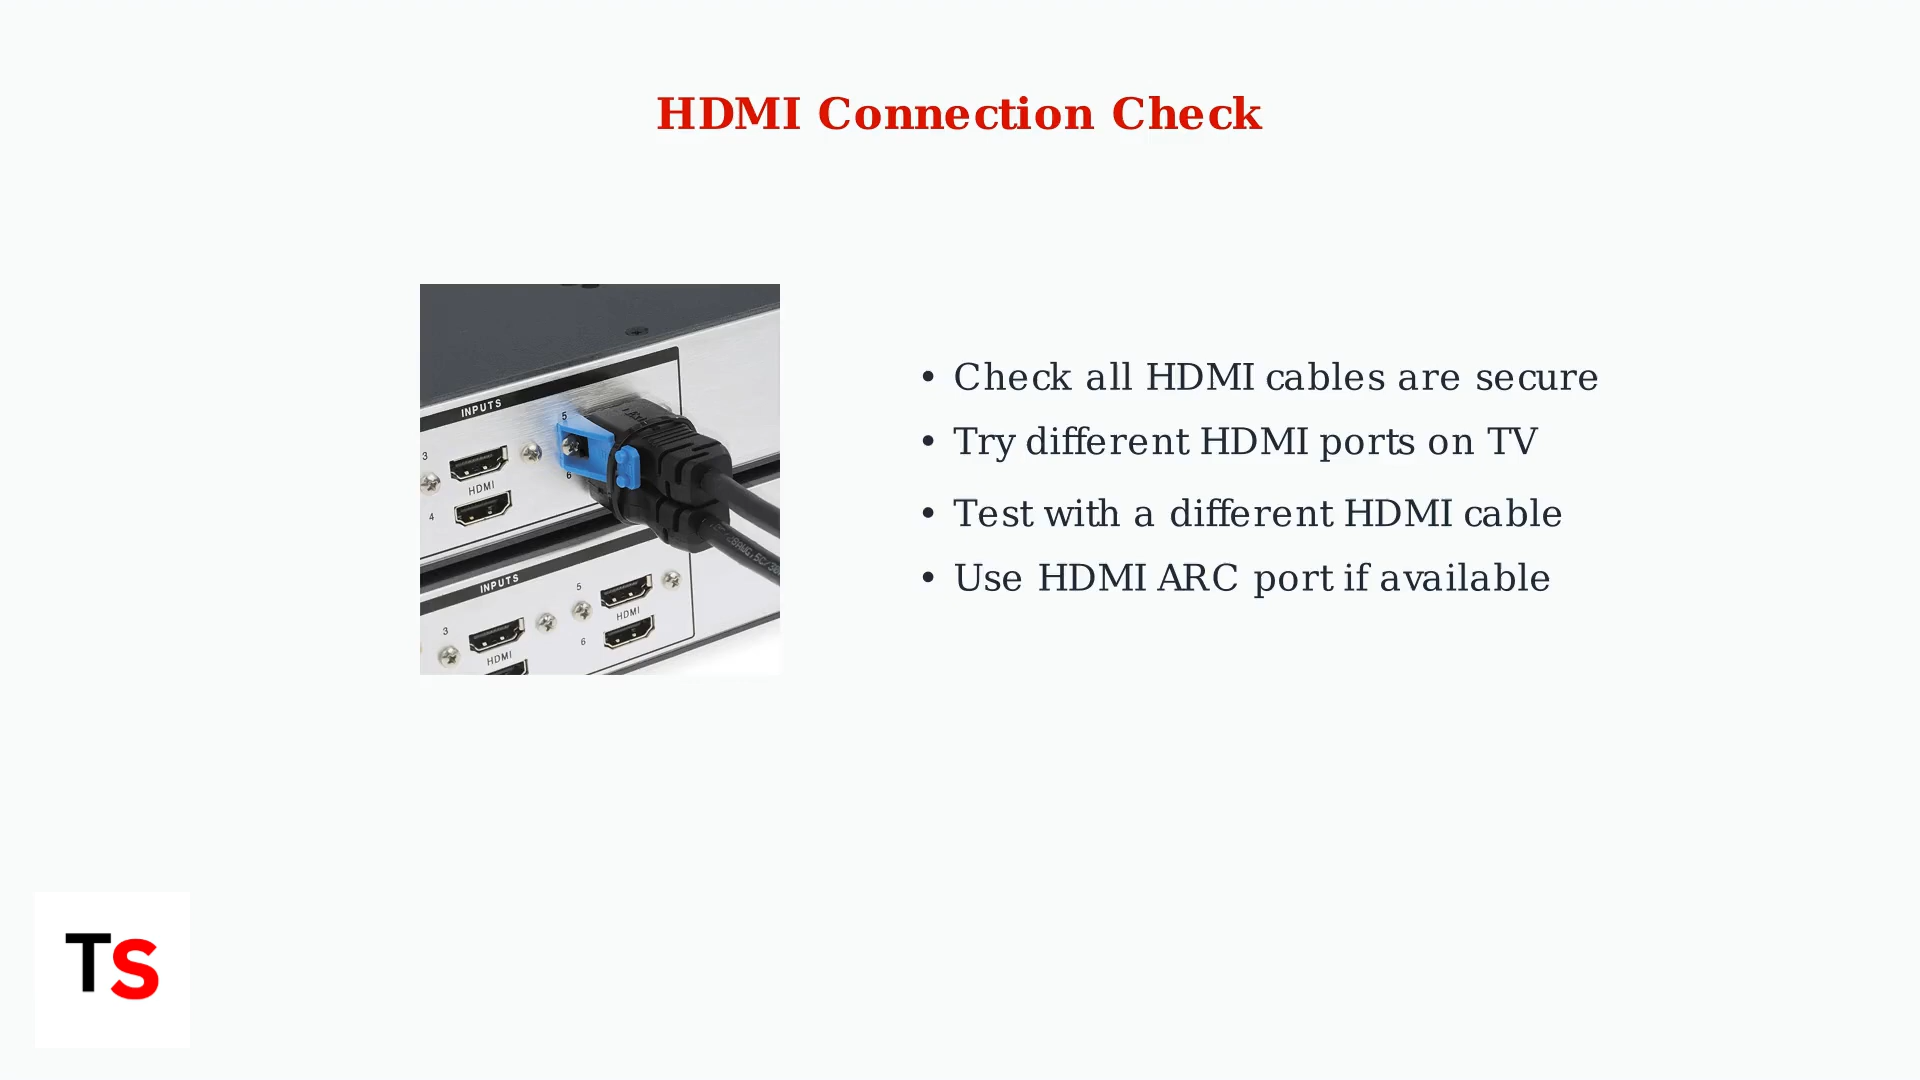 HDMI Connection Check
INPUTS
5
3
HDMI
6
4
INPUTS
5
3
HDMI
6
HDMI
• Check all HDMI cables are secure
• Try different HDMI ports on TV
• Test with a different HDMI cable
• Use HDMI ARC port if available
TS